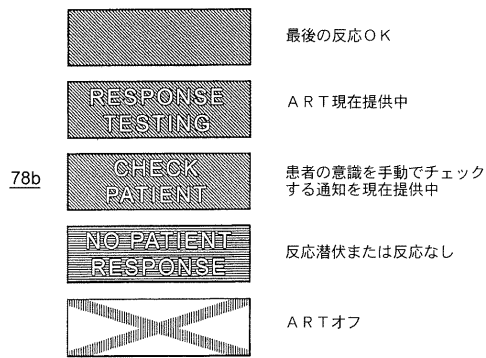 最後の反応ＯＫ
RESPONSE
TESTING
ＡＲＴ現在提供中
78b
CHECK
PATIENT
患者の意識を手動でチェック
する通知を現在提供中
NO PATIENT
RESPONSE
反応潜伏または反応なし
ＡＲＴオフ